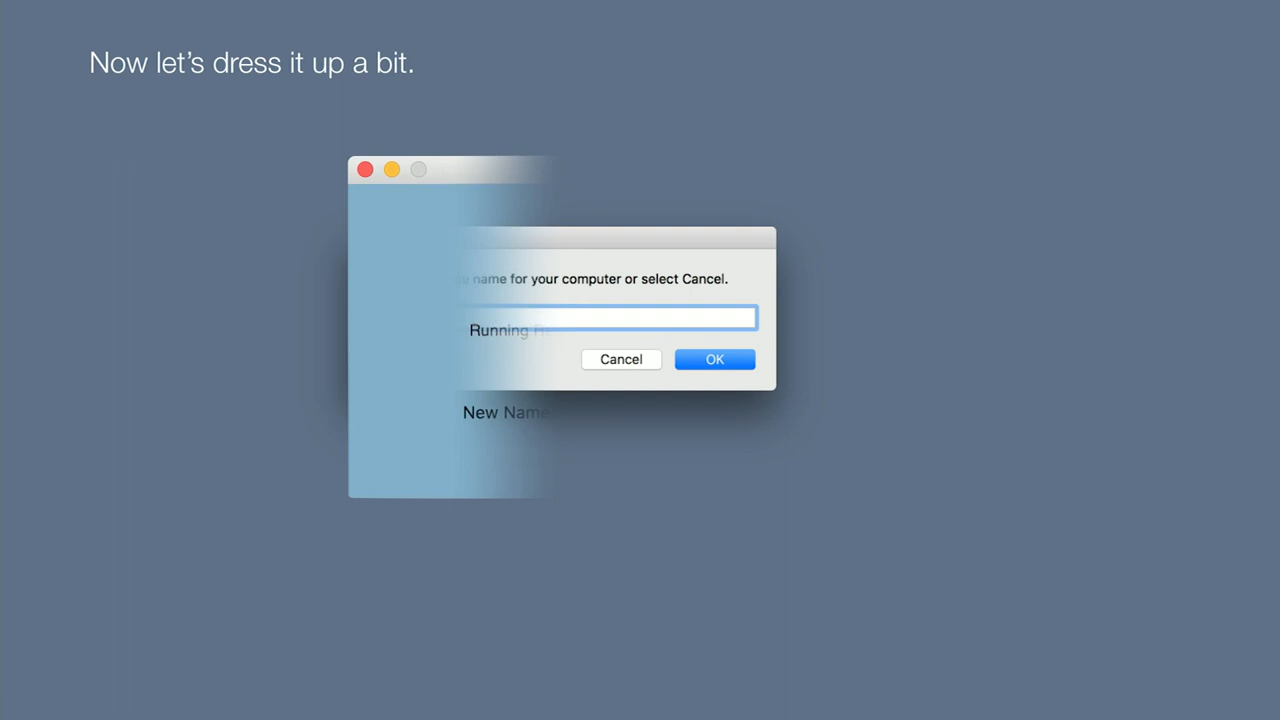 Now let's dress it up a bit.
name for your computer or select Cancel.
Running
Cancel
OK
New Name